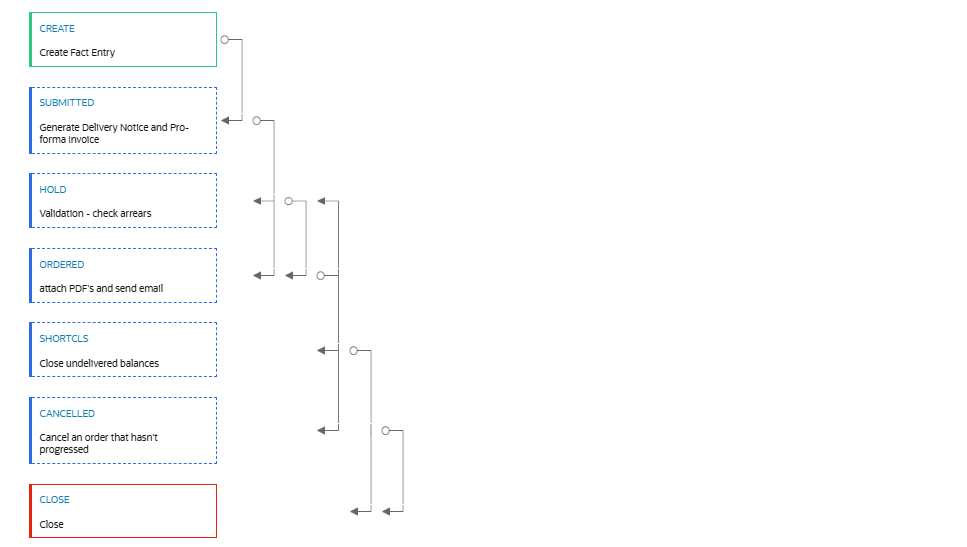 CREATE
Create Fact Entry
SUBMITTED
Generate Delivery Notice and Pro-
forma Invoice
HOLD
Validation - check arrears
ORDERED
attach PDF's and send email
SHORTCLS
Close undelivered balances
CANCELLED
Cancel an order that hasn't
progressed
CLOSE
Close